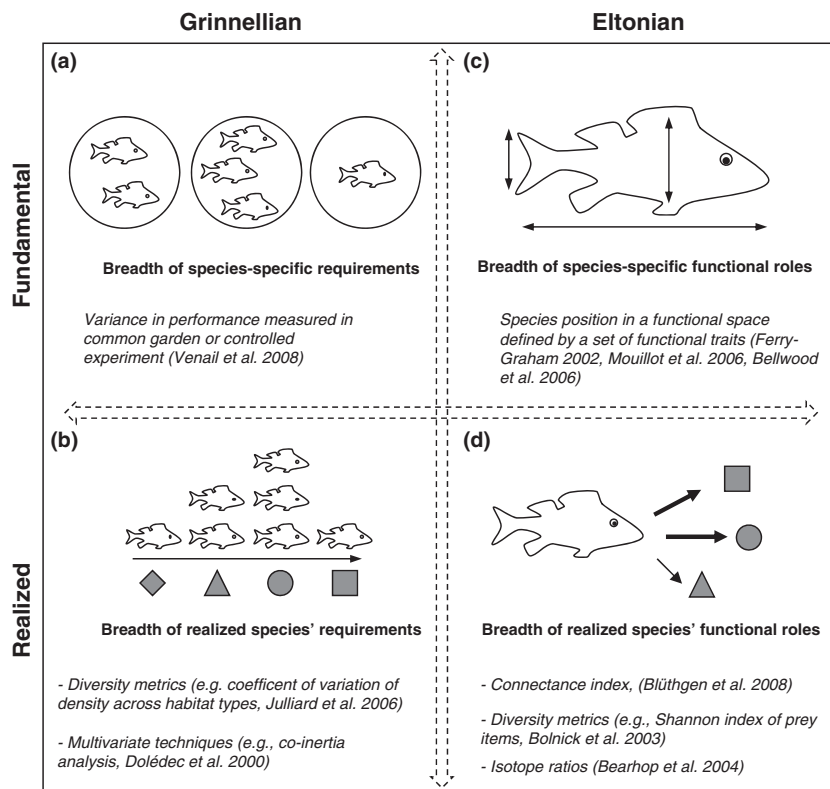 Grinnellian
Eltonian
Fundamental
(a)
Breadth of species-specific requirements
Variance in performance measured in
common garden or controlled
experiment (Venail et al. 2008)
(c)
Breadth of species-specific functional roles
Species position in a functional space
defined by a set of functional traits (Ferry-
Graham 2002, Mouillot et al. 2006, Bellwood
et al. 2006)
Realized
(b)
Breadth of realized species' requirements
- Diversity metrics (e.g. coefficent of variation of
density across habitat types, Julliard et al. 2006)
- Multivariate techniques (e.g., co-inertia
analysis, Dolédec et al. 2000)
(d)
Breadth of realized species' functional roles
- Connectance index, (Blüthgen et al. 2008)
- Diversity metrics (e.g., Shannon index of prey
items, Bolnick et al. 2003)
- Isotope ratios (Bearhop et al. 2004)